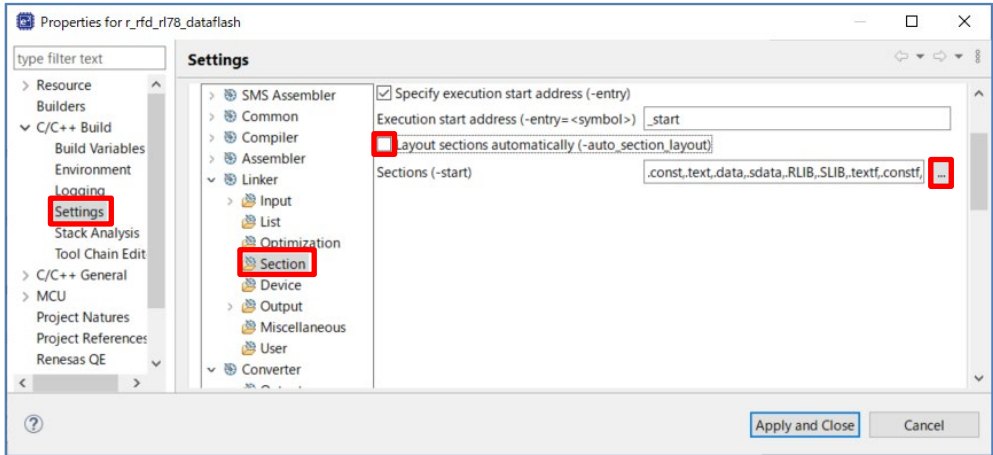 Properties for r_rfd_rl78_dataflash
type filter text
Resource
Builders
C/C++ Build
Build Variables
Environment
Logging
Settings
Stack Analysis
Tool Chain Edit
C/C++ General
MCU
Project Natures
Project References
Renesas QE
Settings
SMS Assembler
Common
Compiler
Assembler
Linker
Input
List
Optimization
Section
Device
Output
Miscellaneous
User
Converter
Specify execution start address (-entry)
Execution start address (-entry=<symbol>) _start
Layout sections automatically (-auto_section_layout)
Sections (-start) .const,.text,.data,.sdata,.RLIB,.SLIB,.textf,.constf, ...
Apply and Close Cancel